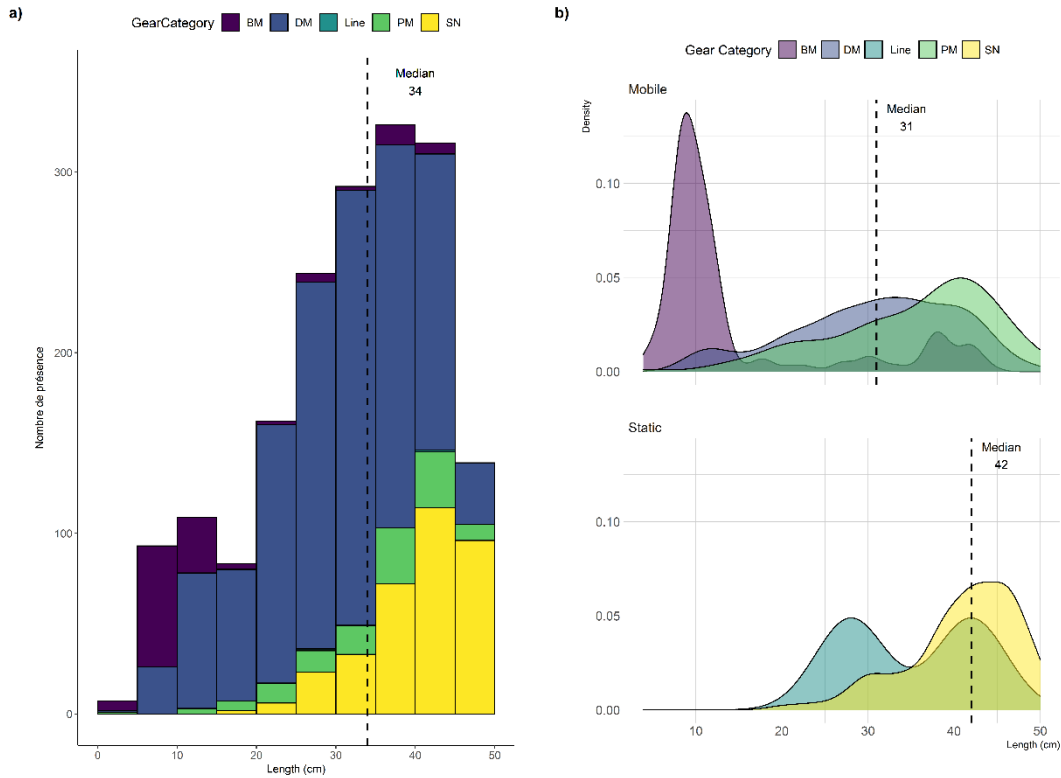 a)
GearCategory BM DM Line PM SN
Median
34
300
200
100
0
Nombre de présence
0 10 20 30 40 50
Length (cm)
b)
Gear Category BM DM Line PM SN
Mobile
Density
Median
31
0.10
0.05
0.00
Static
Median
42
0.10
0.05
0.00
10 20 30 40 50
Length (cm)